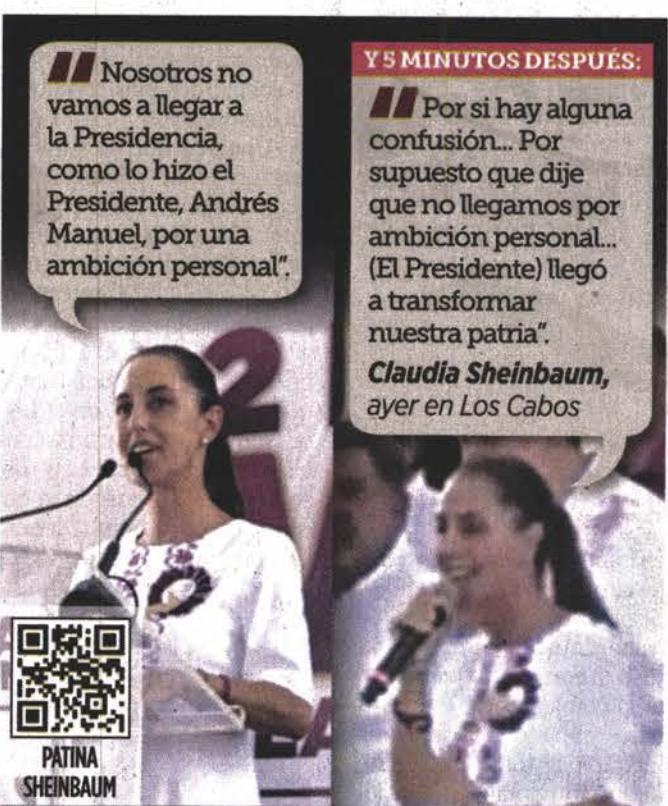 Nosotros no
vamos a llegar a
la Presidencia,
como lo hizo el
Presidente, Andrés
Manuel, por una
ambición personal".
Y 5 MINUTOS DESPUÉS:
Por si hay alguna
confusión... Por
supuesto que dije
que no llegamos por
ambición personal...
(El Presidente) llegó
a transformar
nuestra patria".
Claudia Sheinbaum,
ayer en Los Cabos
2
PATINA
SHEINBAUM